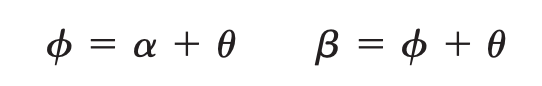 ϕ = α + θ  β = ϕ + θ